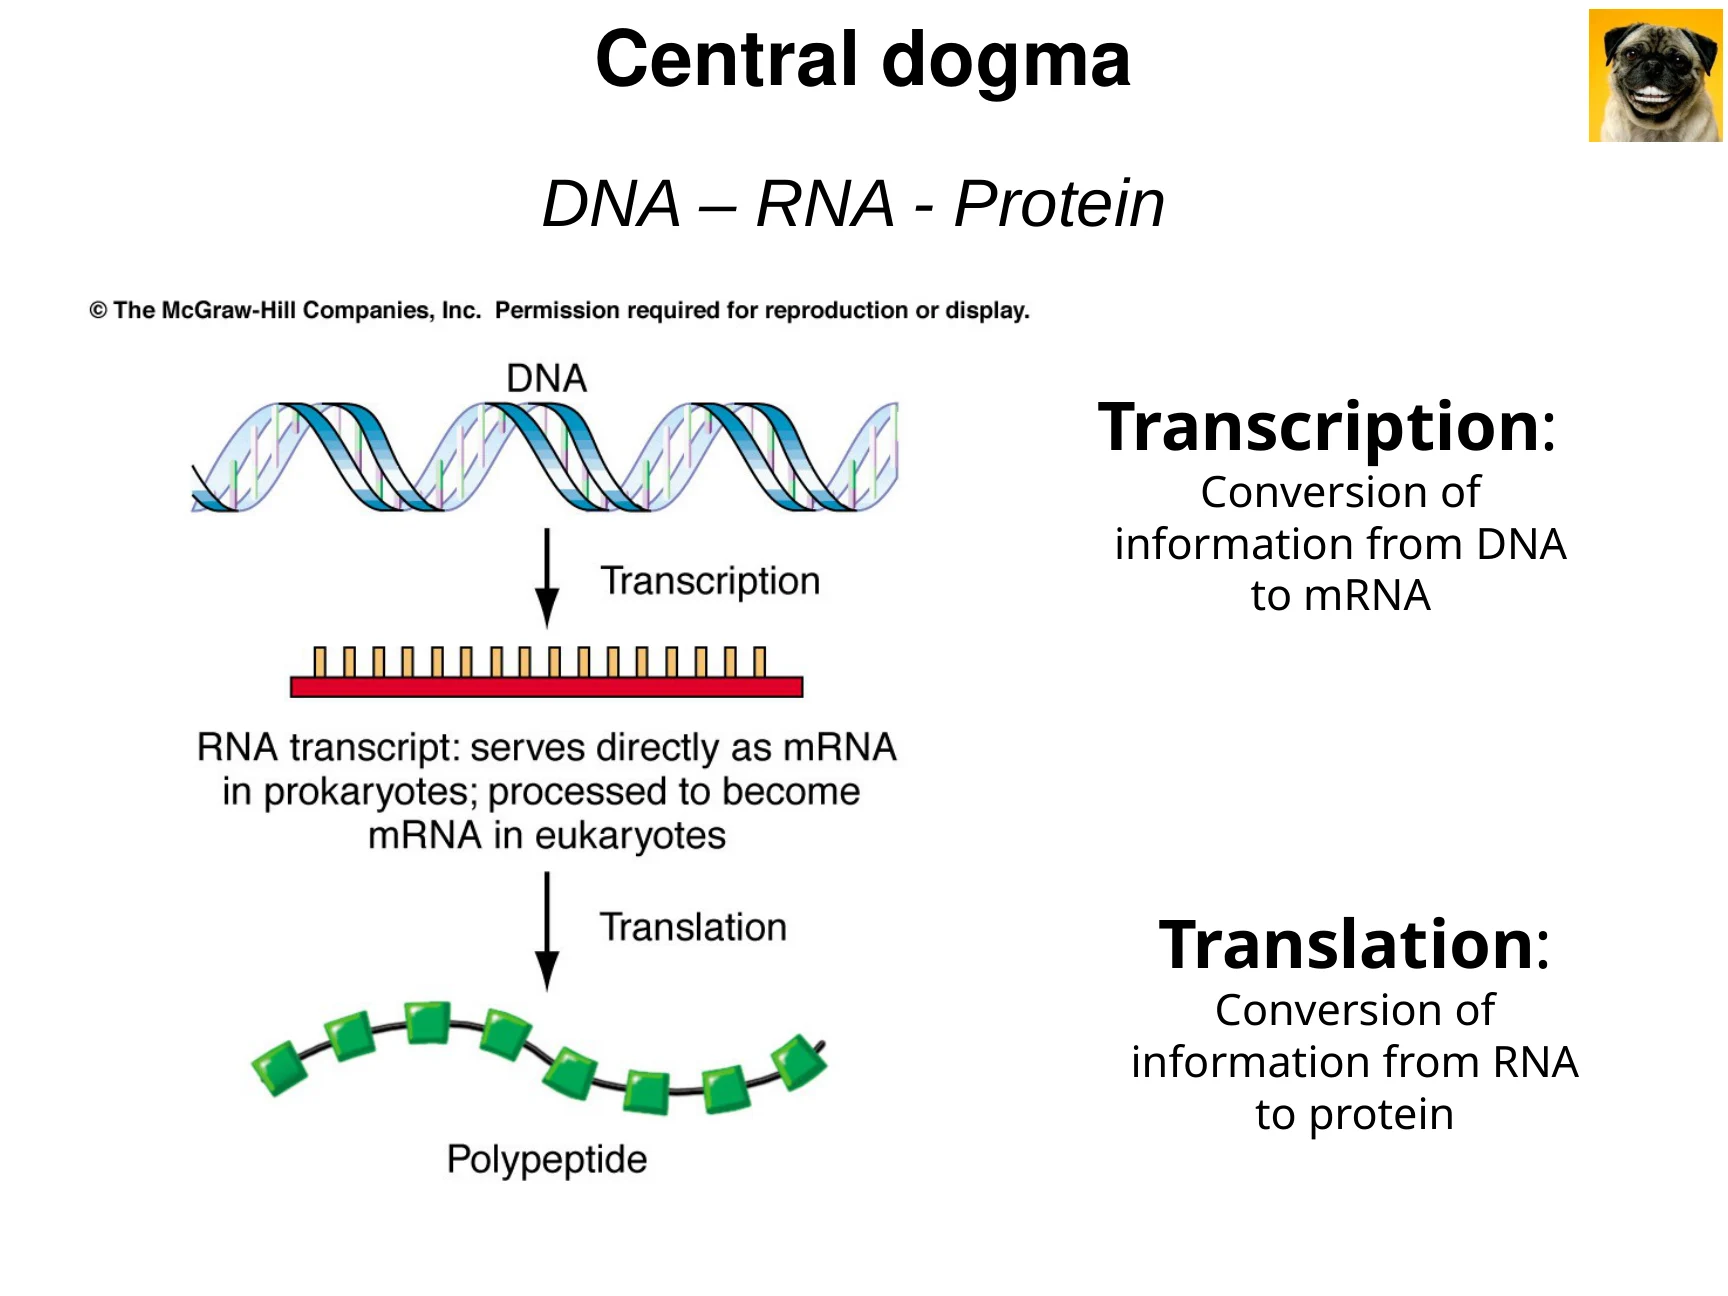 Central dogma
DNA – RNA - Protein
© The McGraw-Hill Companies, Inc. Permission required for reproduction or display.
DNA
Transcription
RNA transcript: serves directly as mRNA
in prokaryotes; processed to become
mRNA in eukaryotes
Translation
Polypeptide
Transcription:
Conversion of
information from DNA
to mRNA
Translation:
Conversion of
information from RNA
to protein